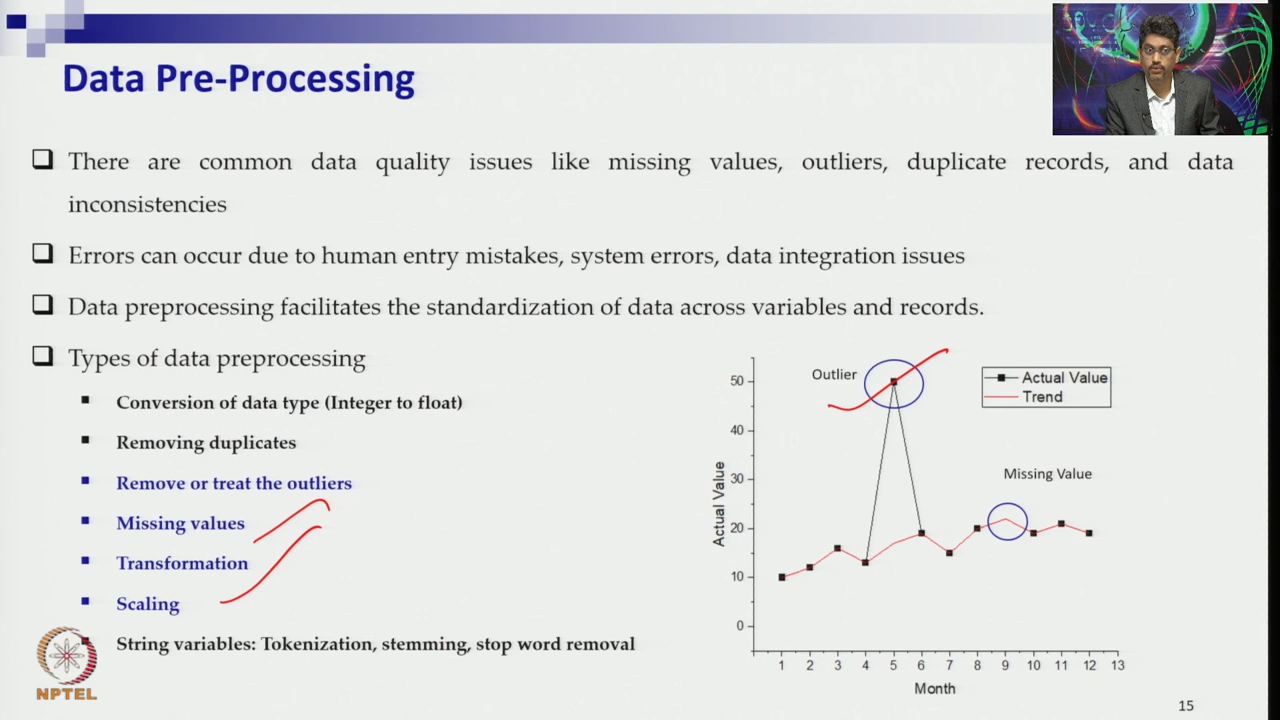 Data Pre-Processing
There are common data quality issues like missing values, outliers, duplicate records, and data
inconsistencies
Errors can occur due to human entry mistakes, system errors, data integration issues
Data preprocessing facilitates the standardization of data across variables and records.
Types of data preprocessing
Conversion of data type (Integer to float)
Removing duplicates
Remove or treat the outliers
Missing values
Transformation
Scaling
String variables: Tokenization, stemming, stop word removal
Outlier
Actual Value
Trend
Missing Value
Actual Value
50
40
30
20
10
0
1 2 3 4 5 6 7 8 9 10 11 12 13
Month
NPTEL
15